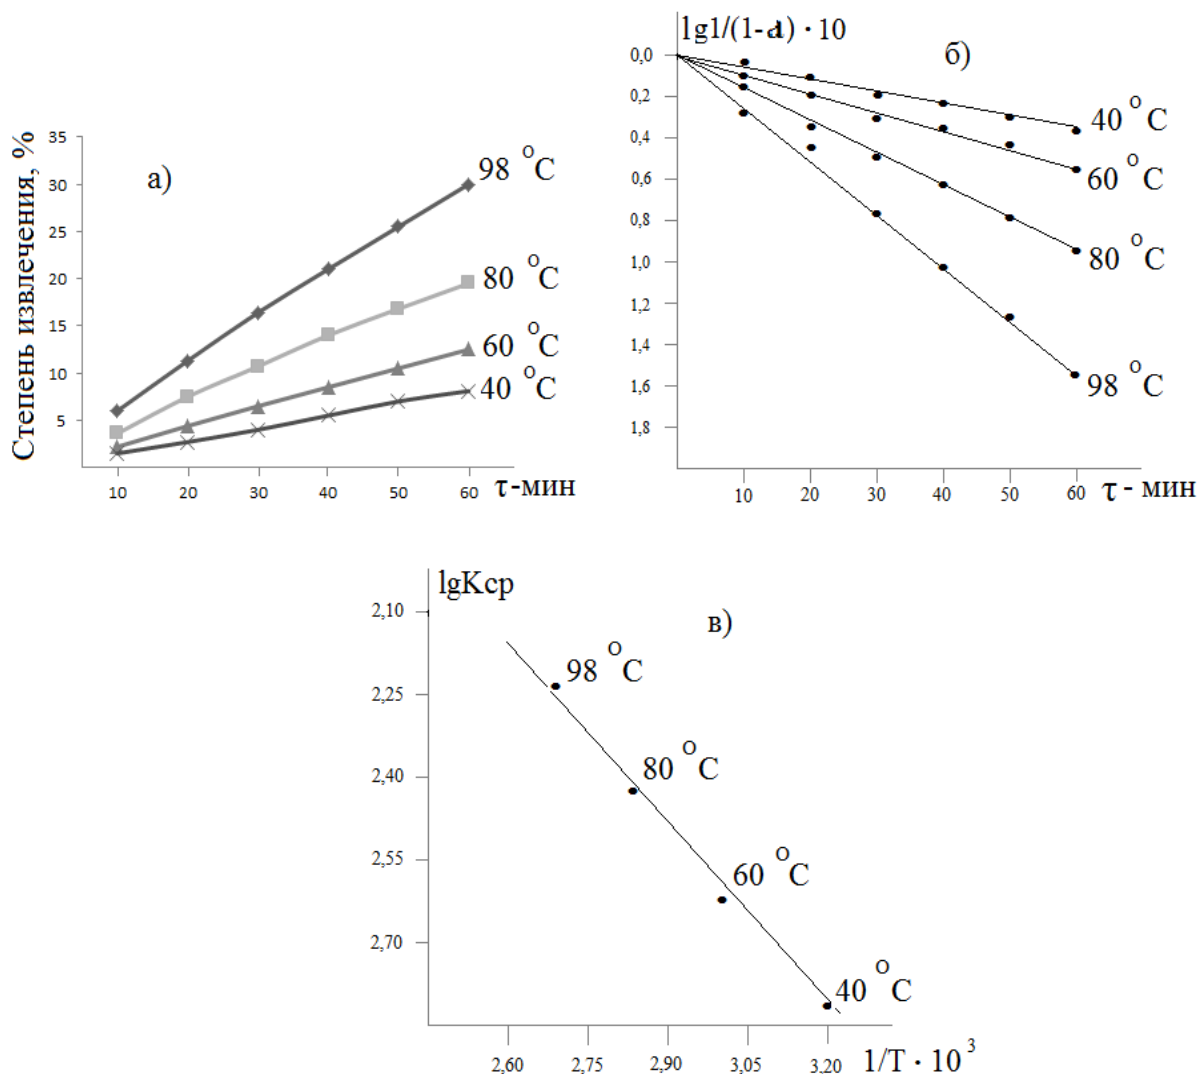 Степень извлечения, %
а)
35
30
25
20
15
10
5
98 °C
80 °C
60 °C
40 °C
10 20 30 40 50 60 τ-мин
lg1/(1-α) · 10
б)
0,0
0,2
0,4
0,6
0,8
1,0
1,2
1,4
1,6
1,8
40 °C
60 °C
80 °C
98 °C
10 20 30 40 50 60 τ - мин
lgKcp
в)
2,10
2,25
2,40
2,55
2,70
98 °C
80 °C
60 °C
40 °C
2,60 2,75 2,90 3,05 3,20 1/T · 10³